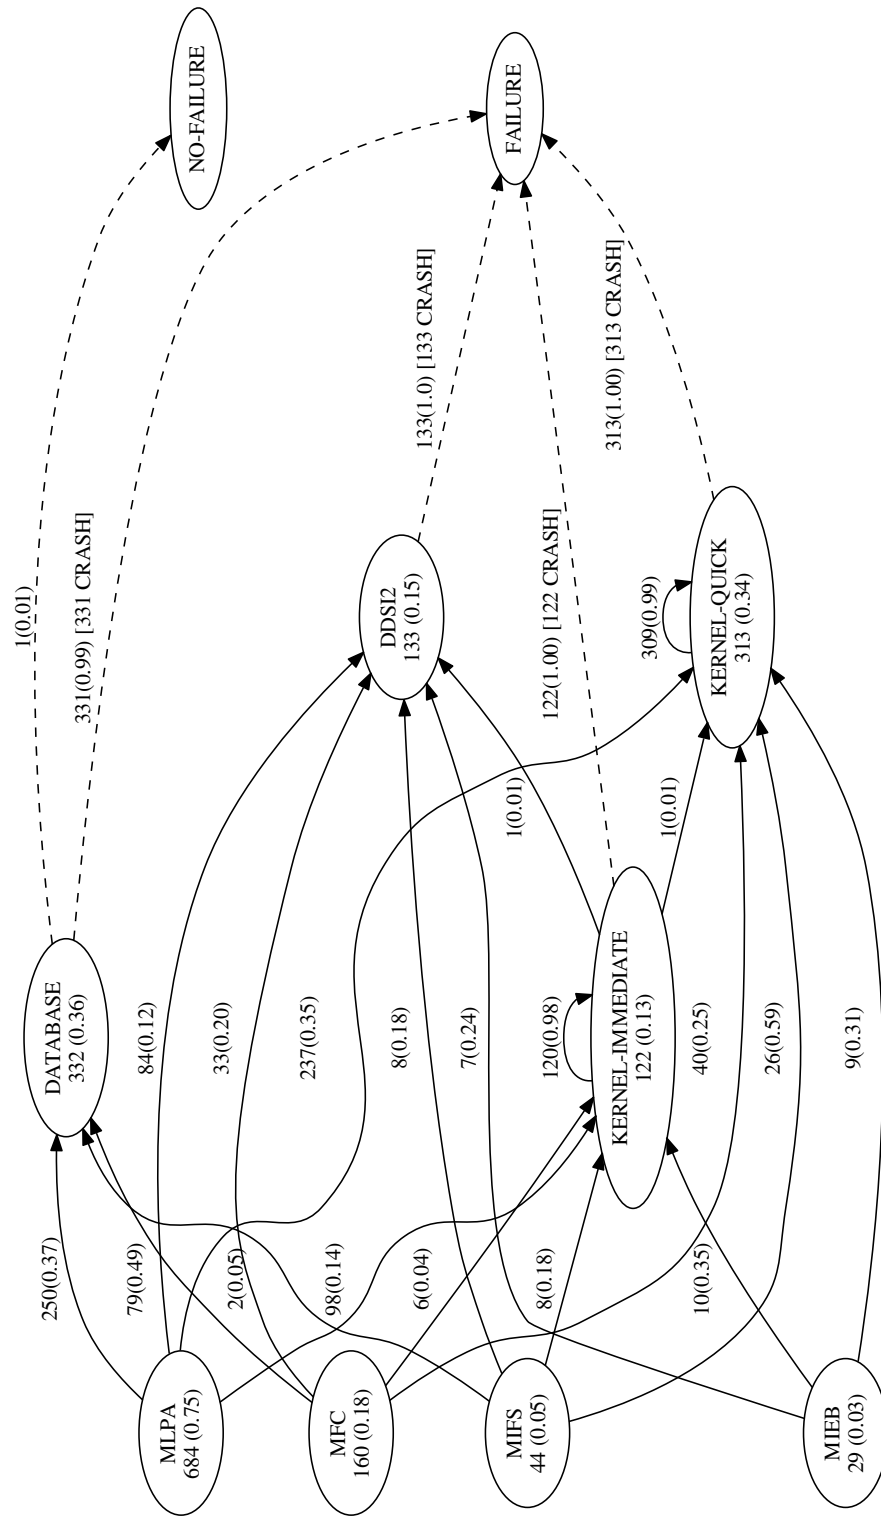 MLPA
684 (0.75)
MFC
160 (0.18)
MIFS
44 (0.05)
MIEB
29 (0.03)
250(0.37)
79(0.49)
2(0.05)
98(0.14)
6(0.04)
8(0.18)
10(0.35)
DATABASE
332 (0.36)
84(0.12)
33(0.20)
237(0.35)
8(0.18)
7(0.24)
120(0.98)
KERNEL-IMMEDIATE
122 (0.13)
40(0.25)
26(0.59)
9(0.31)
1(0.01)
1(0.01)
1(0.01)
331(0.99) [331 CRASH]
DDSI2
133 (0.15)
122(1.00) [122 CRASH]
309(0.99)
KERNEL-QUICK
313 (0.34)
133(1.0) [133 CRASH]
313(1.00) [313 CRASH]
NO-FAILURE
FAILURE